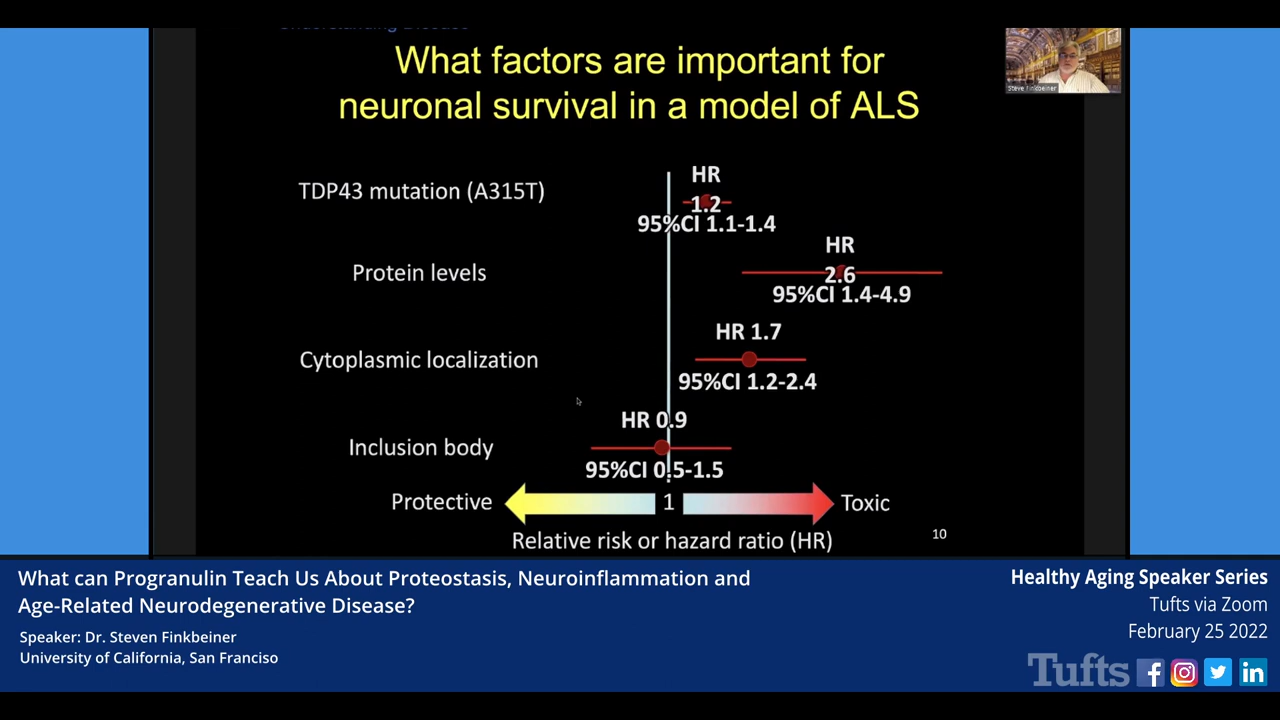 Understanding Disease
What factors are important for
neuronal survival in a model of ALS
Steve Finkbeiner
TDP43 mutation (A315T)
HR
1.2
95%CI 1.1-1.4
Protein levels
HR
2.6
95%CI 1.4-4.9
Cytoplasmic localization
HR 1.7
95%CI 1.2-2.4
Inclusion body
HR 0.9
95%CI 0.5-1.5
Protective
1
Toxic
Relative risk or hazard ratio (HR)
10
What can Progranulin Teach Us About Proteostasis, Neuroinflammation and
Age-Related Neurodegenerative Disease?
Speaker: Dr. Steven Finkbeiner
University of California, San Franciso
Healthy Aging Speaker Series
Tufts via Zoom
February 25 2022
Tufts